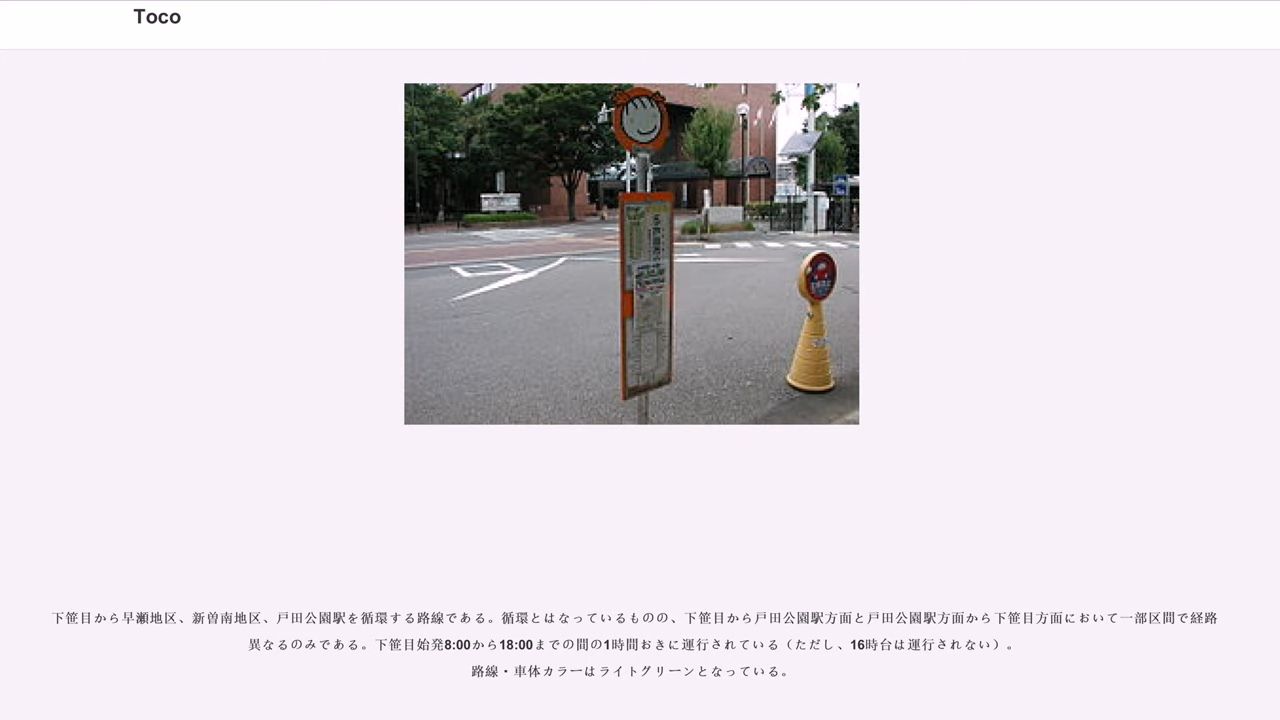 Toco
下笹目から早瀬地区、新曽南地区、戸田公園駅を循環する路線である。循環とはなっているものの、下笹目から戸田公園駅方面と戸田公園駅方面から下笹目方面において一部区間で経路
異なるのみである。下笹目始発8:00から18:00までの間の1時間おきに運行されている（ただし、16時台は運行されない）。
路線・車体カラーはライトグリーンとなっている。